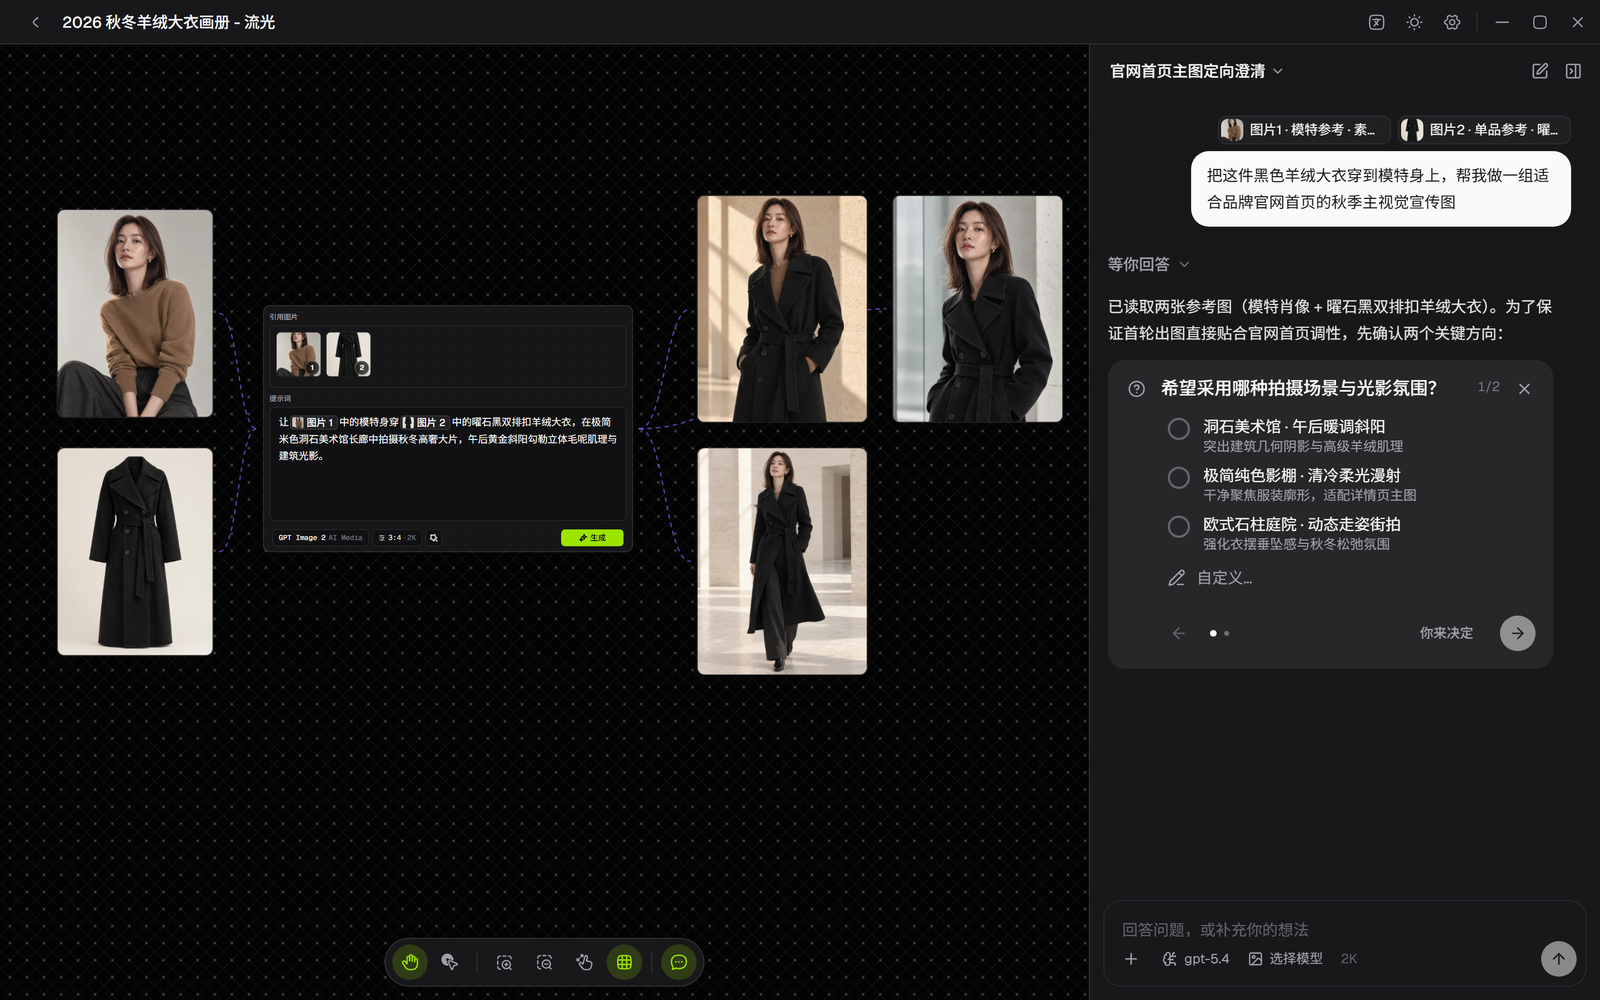 2026 秋冬羊绒大衣画册 - 流光
引用图片
1
2
提示词
让 图片 1 中的模特身穿 图片 2 中的曜石黑双排扣羊绒大衣，在极简
米色洞石美术馆长廊中拍摄秋冬高奢大片，午后黄金斜阳勾勒立体毛呢肌理与
建筑光影。
GPT Image 2 AI Media
3:4 · 2K
生成
官网首页主图定向澄清
图片1 · 模特参考 · 素...
图片2 · 单品参考 · 曜...
把这件黑色羊绒大衣穿到模特身上，帮我做一组适
合品牌官网首页的秋季主视觉宣传图
等你回答
已读取两张参考图（模特肖像 + 曜石黑双排扣羊绒大衣）。为了保
证首轮出图直接贴合官网首页调性，先确认两个关键方向：
希望采用哪种拍摄场景与光影氛围？
1/2
洞石美术馆 · 午后暖调斜阳
突出建筑几何阴影与高级羊绒肌理
极简纯色影棚 · 清冷柔光漫射
干净聚焦服装廓形，适配详情页主图
欧式石柱庭院 · 动态走姿街拍
强化衣摆垂坠感与秋冬松弛氛围
自定义...
你来决定
回答问题，或补充你的想法
gpt-5.4
选择模型
2K